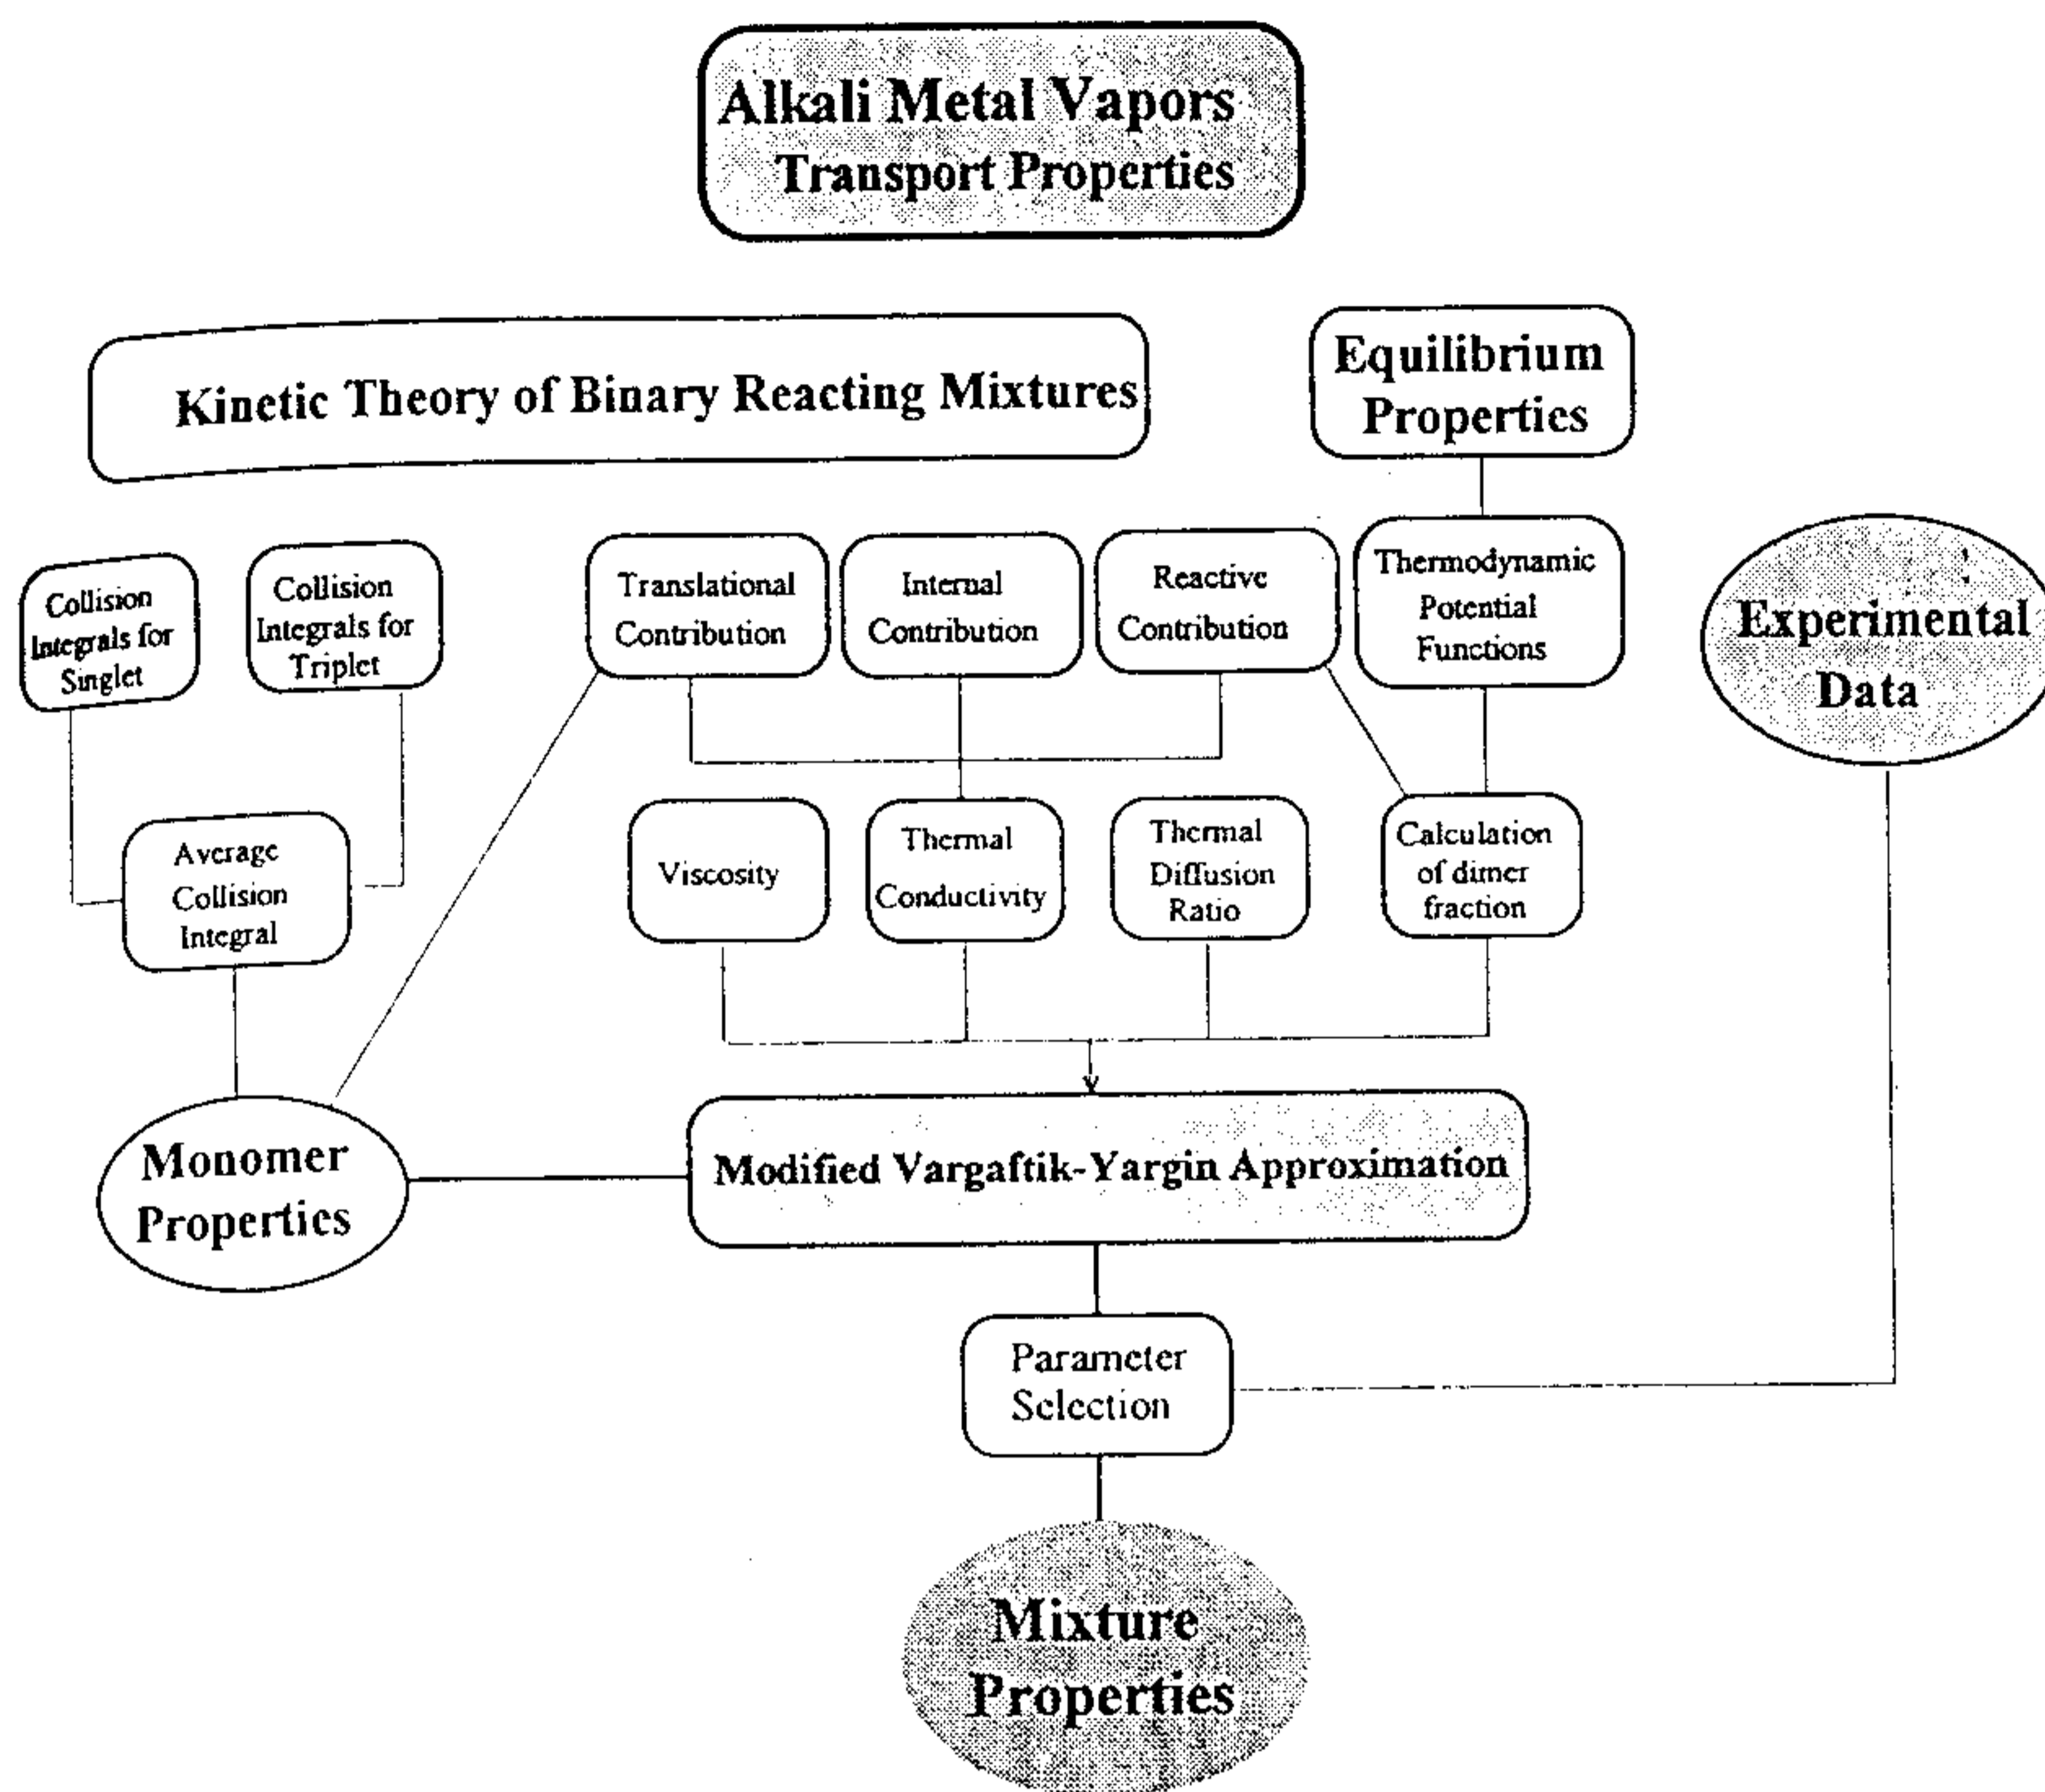 Alkali Metal Vapors
Transport Properties
Kinetic Theory of Binary Reacting Mixtures
Equilibrium
Properties
Collision
Integrals for
Singlet
Collision
Integrals for
Triplet
Translational
Contribution
Internal
Contribution
Reactive
Contribution
Thermodynamic
Potential
Functions
Experimental
Data
Average
Collision
Integral
Viscosity
Thermal
Conductivity
Thermal
Diffusion
Ratio
Calculation
of dimer
fraction
Monomer
Properties
Modified Vargaftik-Yargin Approximation
Parameter
Selection
Mixture
Properties